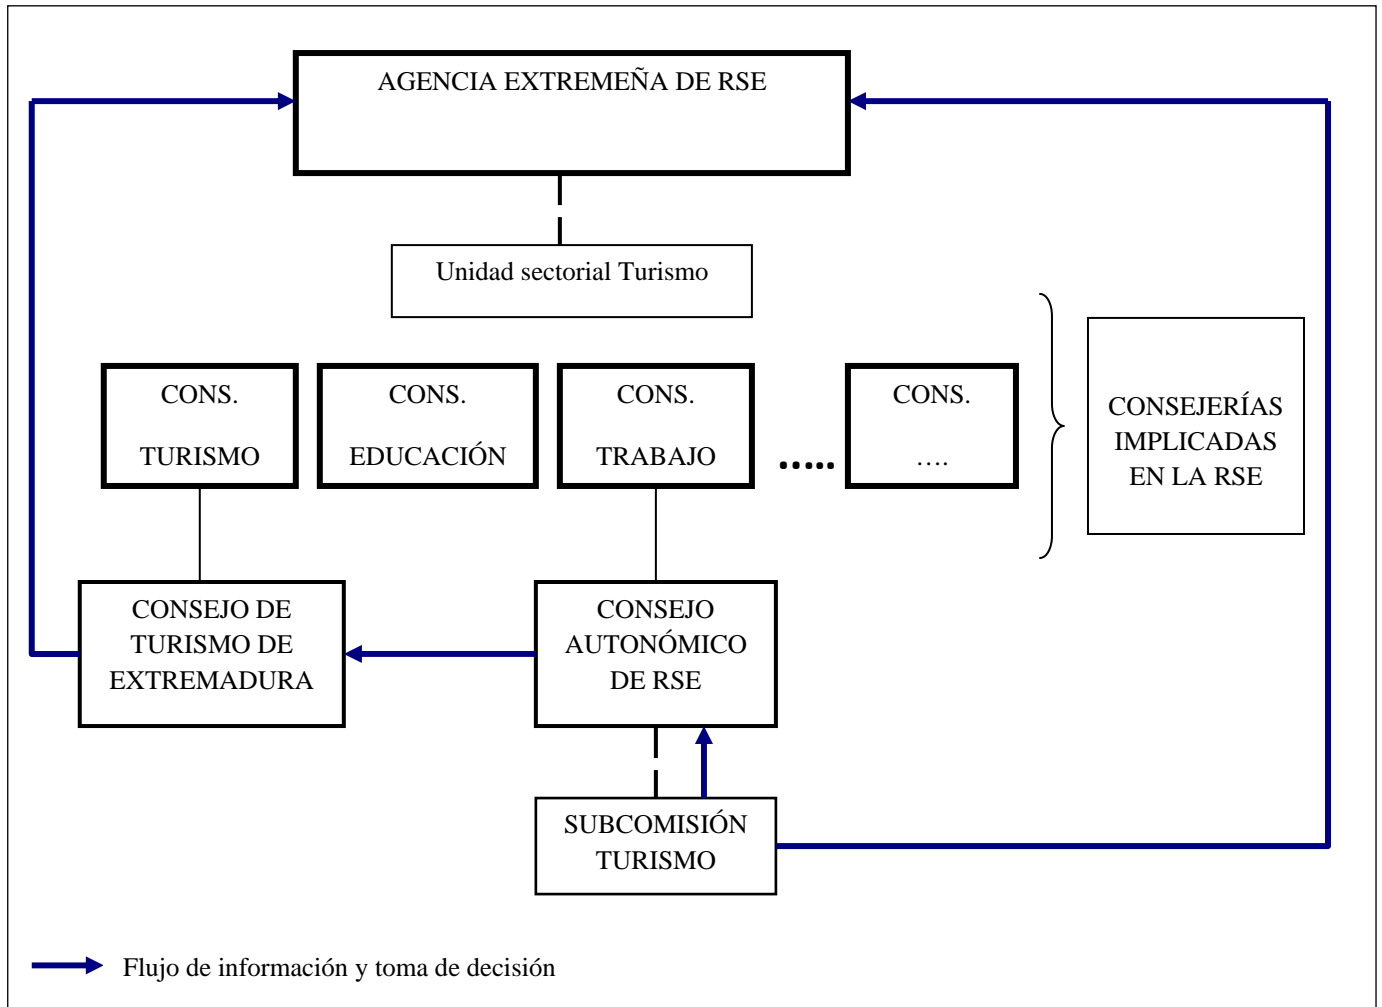 AGENCIA EXTREMEÑA DE RSE
Unidad sectorial Turismo
CONS.
TURISMO
CONS.
EDUCACIÓN
CONS.
TRABAJO
.....
CONS.
....
CONSEJERÍAS
IMPLICADAS
EN LA RSE
CONSEJO DE
TURISMO DE
EXTREMADURA
CONSEJO
AUTONÓMICO
DE RSE
SUBCOMISIÓN
TURISMO
Flujo de información y toma de decisión